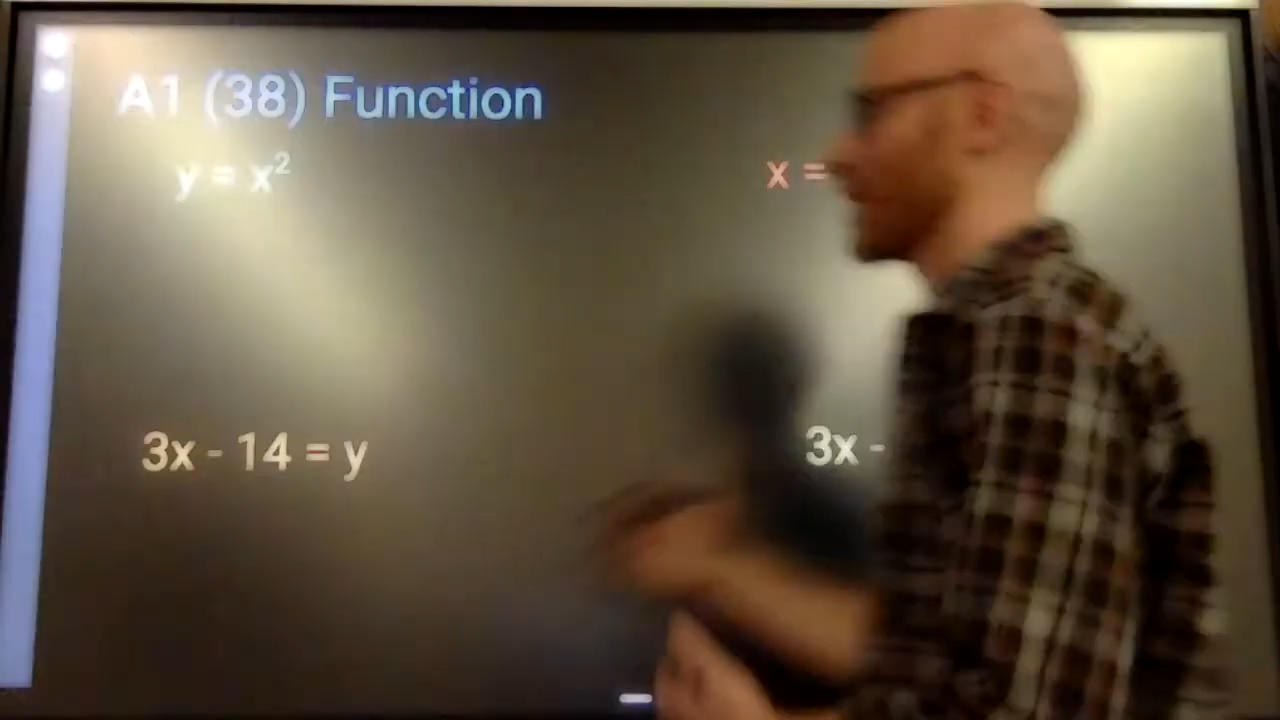 A1 (38) Function
y = x²
x =
3x - 14 = y
3x -